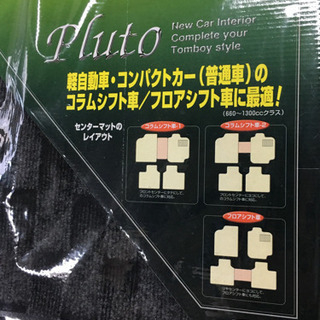 Pluto
New Car Interior
Complete your
Tomboy style
軽自動車・コンパクトカー(普通車)の
コラムシフト車/フロアシフト車に最適!
(660〜1300ccクラス)
センターマットの
レイアウト
コラムシフト車-1
コラムシフト車-2
フロアシフト車